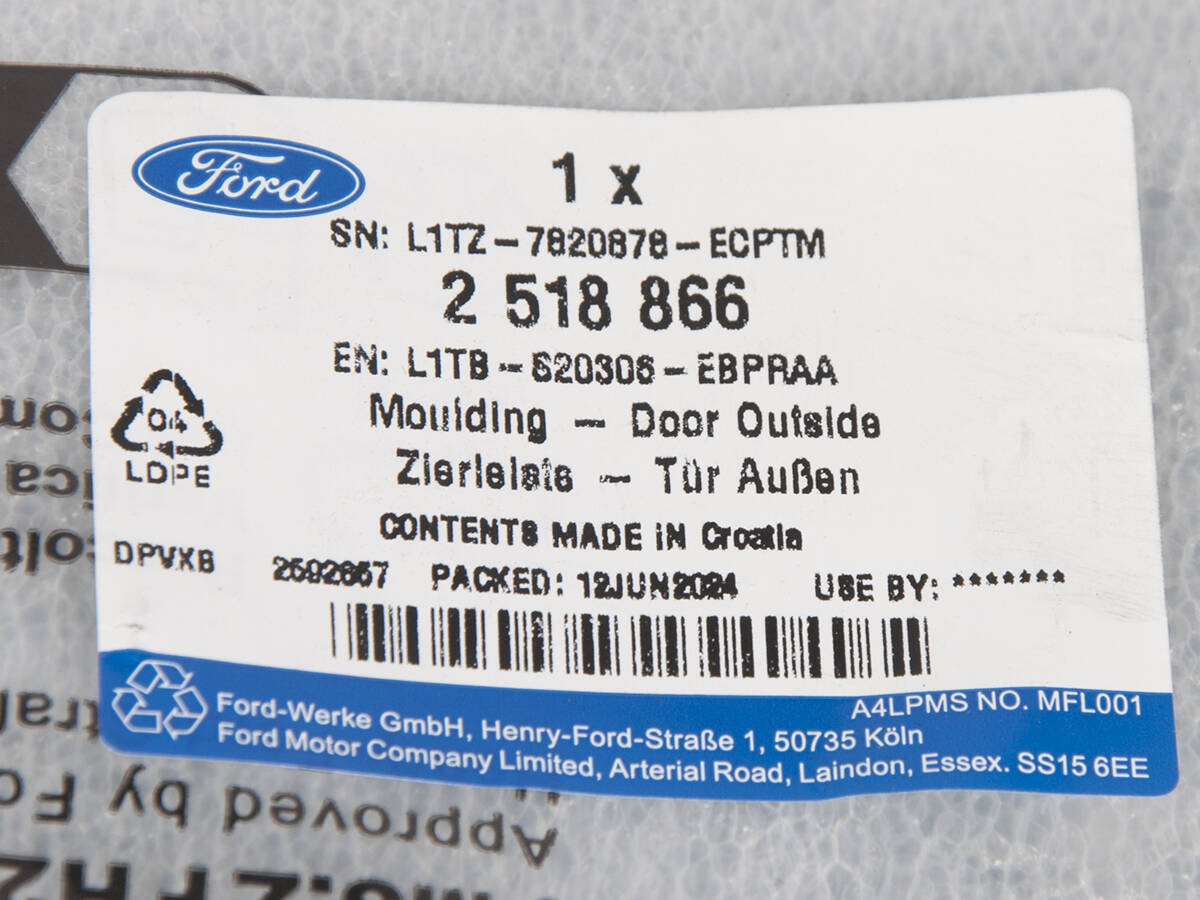 Ford
1 x
SN: L1TZ-7820878-ECPTM
2 518 866
EN: L1TB-S20306-EBPRAA
Moulding - Door Outside
Zierleiste - Tür Außen
04
LDPE
CONTENTS MADE IN Croatia
DPVXB 2592657 PACKED: 12JUN2024 USE BY: *******
A4LPMS NO. MFL001
Ford-Werke GmbH, Henry-Ford-Straße 1, 50735 Köln
Ford Motor Company Limited, Arterial Road, Laindon, Essex. SS15 6EE
Approved by Fo